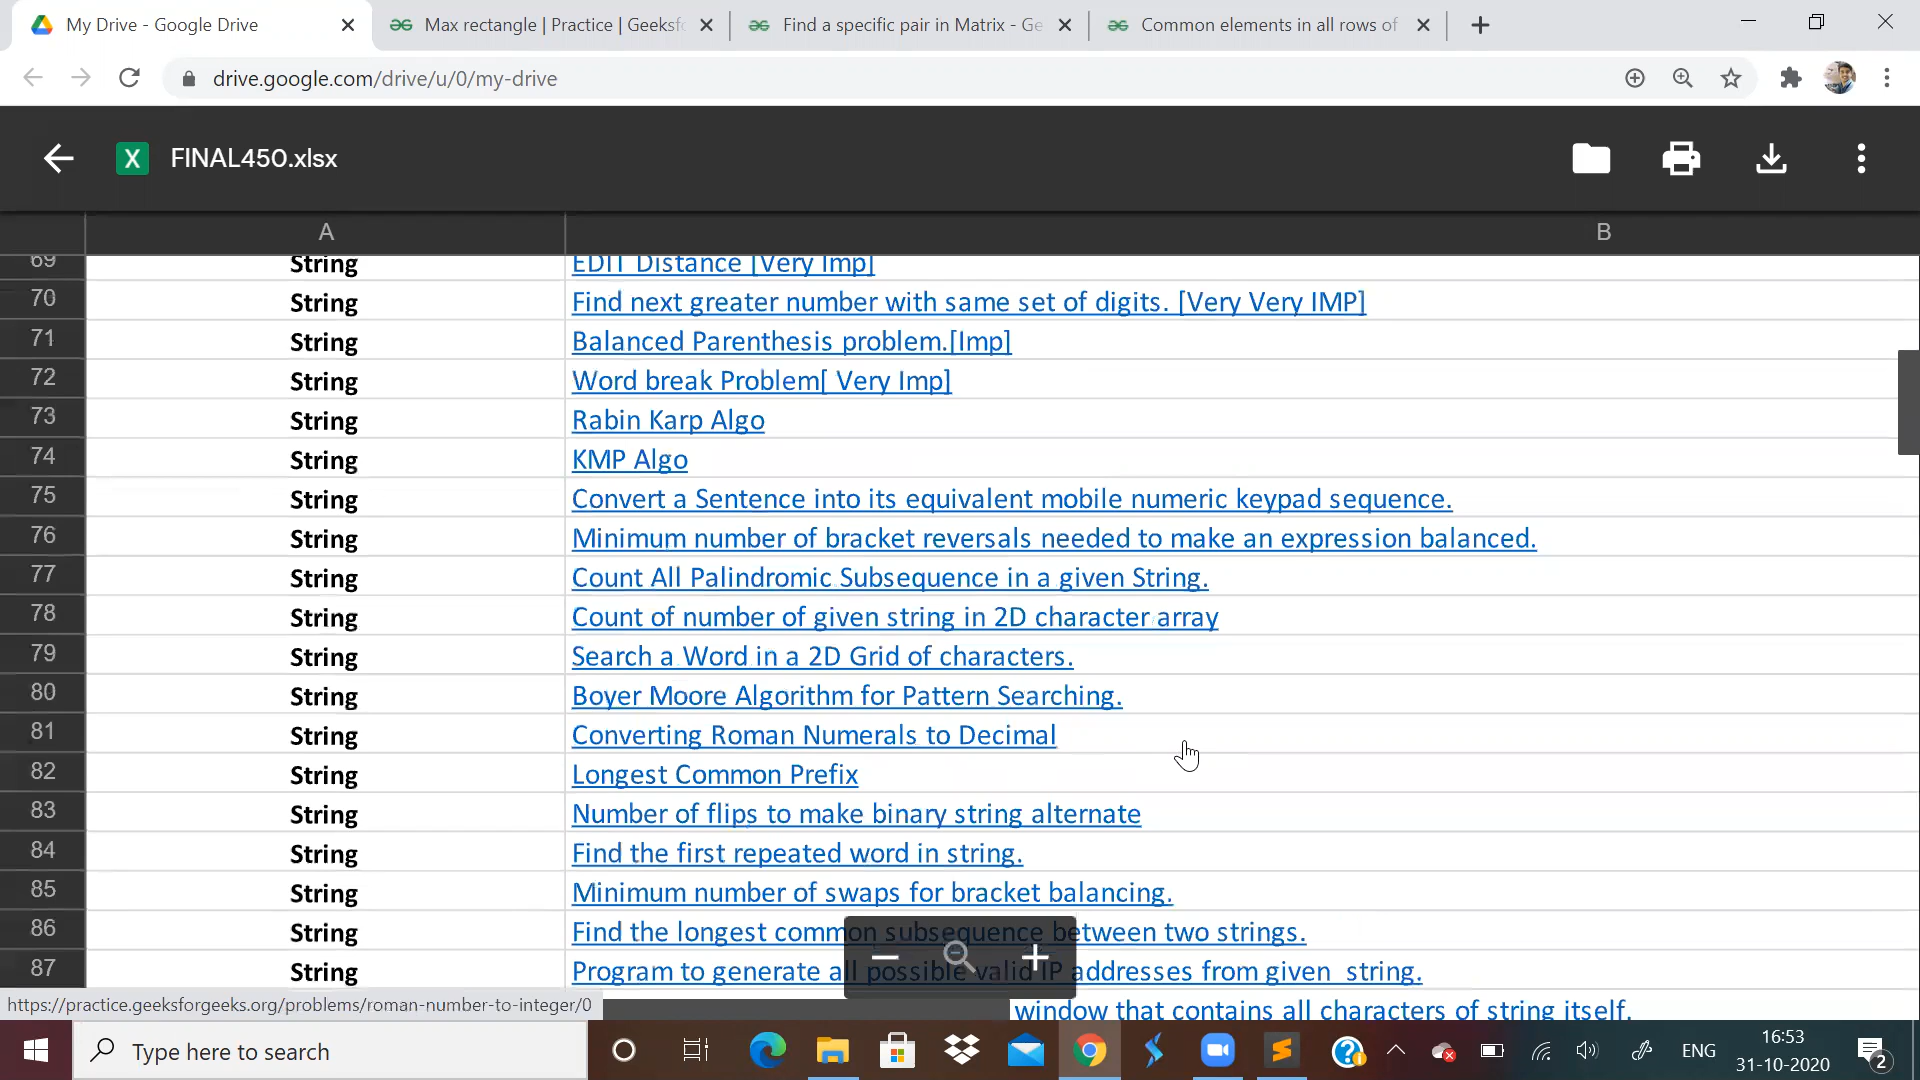 My Drive - Google Drive
Max rectangle | Practice | Geeksfo
Find a specific pair in Matrix - Ge
Common elements in all rows of
drive.google.com/drive/u/0/my-drive
X FINAL450.xlsx
A B
69 String EDIT Distance [Very Imp]
70 String Find next greater number with same set of digits. [Very Very IMP]
71 String Balanced Parenthesis problem.[Imp]
72 String Word break Problem[ Very Imp]
73 String Rabin Karp Algo
74 String KMP Algo
75 String Convert a Sentence into its equivalent mobile numeric keypad sequence.
76 String Minimum number of bracket reversals needed to make an expression balanced.
77 String Count All Palindromic Subsequence in a given String.
78 String Count of number of given string in 2D character array
79 String Search a Word in a 2D Grid of characters.
80 String Boyer Moore Algorithm for Pattern Searching.
81 String Converting Roman Numerals to Decimal
82 String Longest Common Prefix
83 String Number of flips to make binary string alternate
84 String Find the first repeated word in string.
85 String Minimum number of swaps for bracket balancing.
86 String Find the longest common subsequence between two strings.
87 String Program to generate all possible valid IP addresses from given  string.
window that contains all characters of string itself.
https://practice.geeksforgeeks.org/problems/roman-number-to-integer/0
Type here to search
ENG
16:53
31-10-2020
2